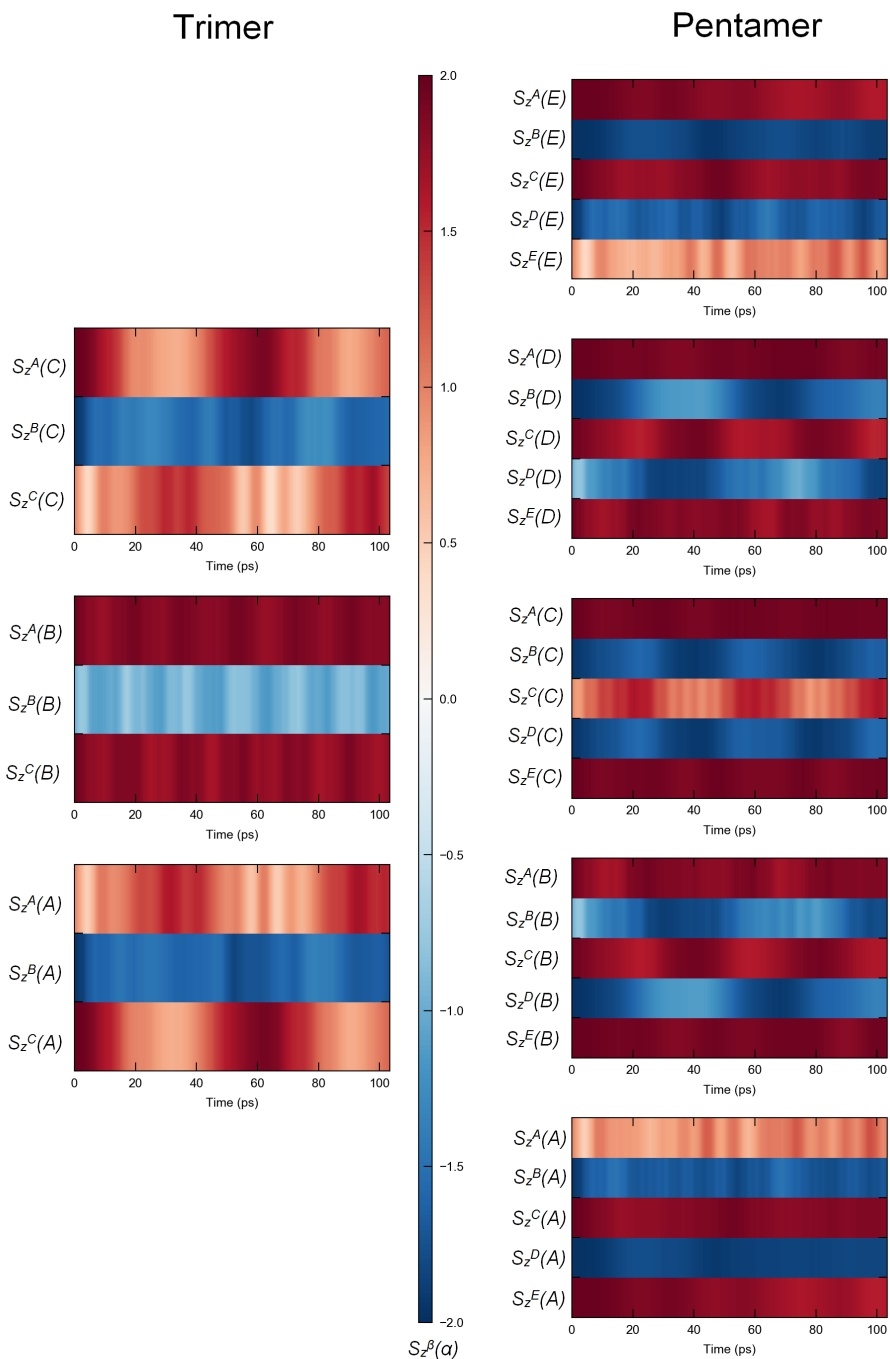 Trimer
Pentamer
S_z^A(C)
S_z^B(C)
S_z^C(C)
0 20 40 60 80 100
Time (ps)
S_z^A(B)
S_z^B(B)
S_z^C(B)
0 20 40 60 80 100
Time (ps)
S_z^A(A)
S_z^B(A)
S_z^C(A)
0 20 40 60 80 100
Time (ps)
2.0
1.5
1.0
0.5
0.0
−0.5
−1.0
−1.5
−2.0
S_z^β(α)
S_z^A(E)
S_z^B(E)
S_z^C(E)
S_z^D(E)
S_z^E(E)
0 20 40 60 80 100
Time (ps)
S_z^A(D)
S_z^B(D)
S_z^C(D)
S_z^D(D)
S_z^E(D)
0 20 40 60 80 100
Time (ps)
S_z^A(C)
S_z^B(C)
S_z^C(C)
S_z^D(C)
S_z^E(C)
0 20 40 60 80 100
Time (ps)
S_z^A(B)
S_z^B(B)
S_z^C(B)
S_z^D(B)
S_z^E(B)
0 20 40 60 80 100
Time (ps)
S_z^A(A)
S_z^B(A)
S_z^C(A)
S_z^D(A)
S_z^E(A)
0 20 40 60 80 100
Time (ps)